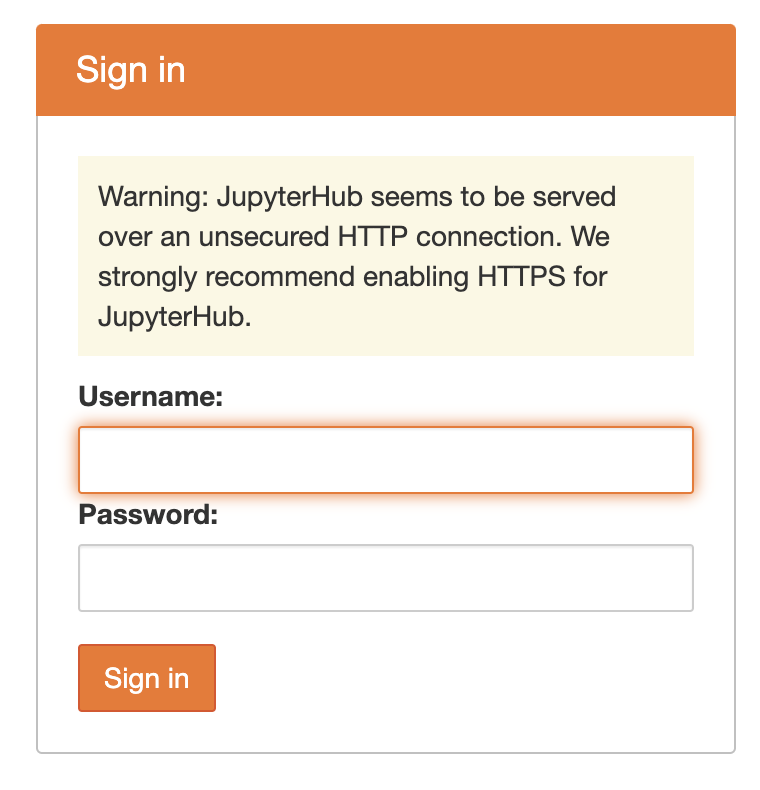 Sign in
Warning: JupyterHub seems to be served
over an unsecured HTTP connection. We
strongly recommend enabling HTTPS for
JupyterHub.
Username:
Password:
Sign in